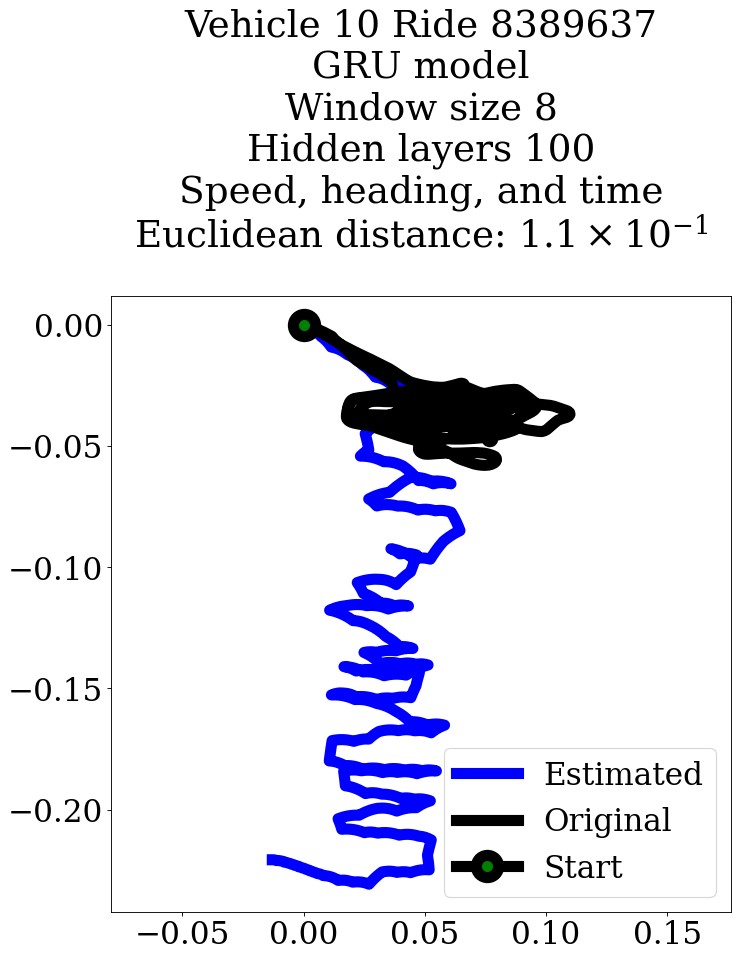 Vehicle 10 Ride 8389637
GRU model
Window size 8
Hidden layers 100
Speed, heading, and time
Euclidean distance: 1.1 × 10⁻¹
0.00
−0.05
−0.10
−0.15
−0.20
Estimated
Original
Start
−0.05 0.00 0.05 0.10 0.15